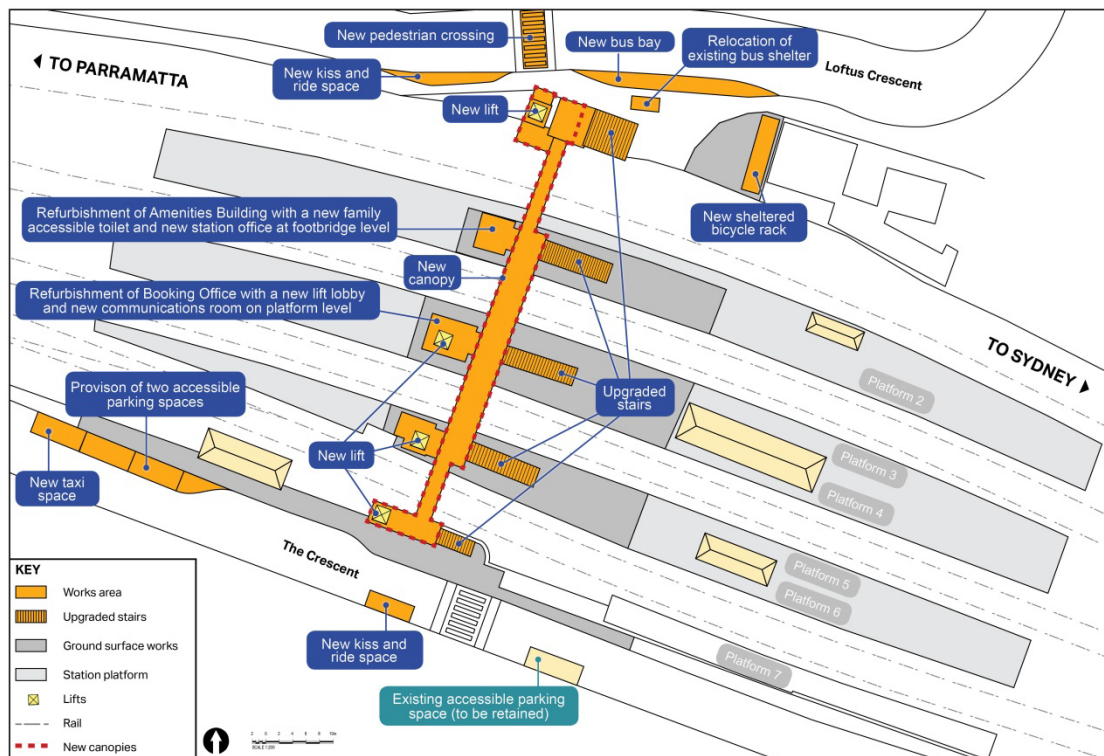 New pedestrian crossing
New bus bay
Relocation of
existing bus shelter
Loftus Crescent
TO PARRAMATTA
New kiss and
ride space
New lift
New sheltered
bicycle rack
Refurbishment of Amenities Building with a new family
accessible toilet and new station office at footbridge level
New
canopy
Refurbishment of Booking Office with a new lift lobby
and new communications room on platform level
TO SYDNEY
Platform 2
Provison of two accessible
parking spaces
Upgraded
stairs
New lift
Platform 3
Platform 4
New taxi
space
Platform 5
Platform 6
The Crescent
Platform 7
New kiss and
ride space
Existing accessible parking
space (to be retained)
KEY
Works area
Upgraded stairs
Ground surface works
Station platform
Lifts
Rail
New canopies